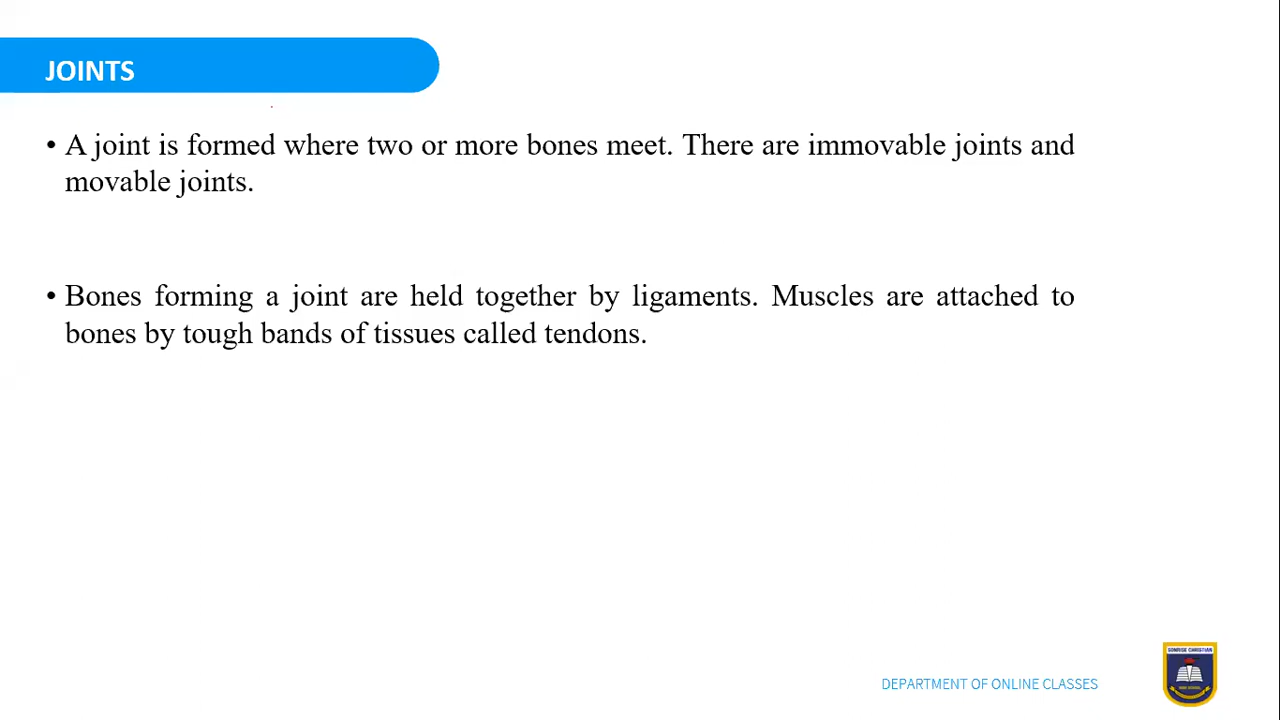 JOINTS
• A joint is formed where two or more bones meet. There are immovable joints and
movable joints.
• Bones forming a joint are held together by ligaments. Muscles are attached to
bones by tough bands of tissues called tendons.
SONRISE CHRISTIAN
DEPARTMENT OF ONLINE CLASSES